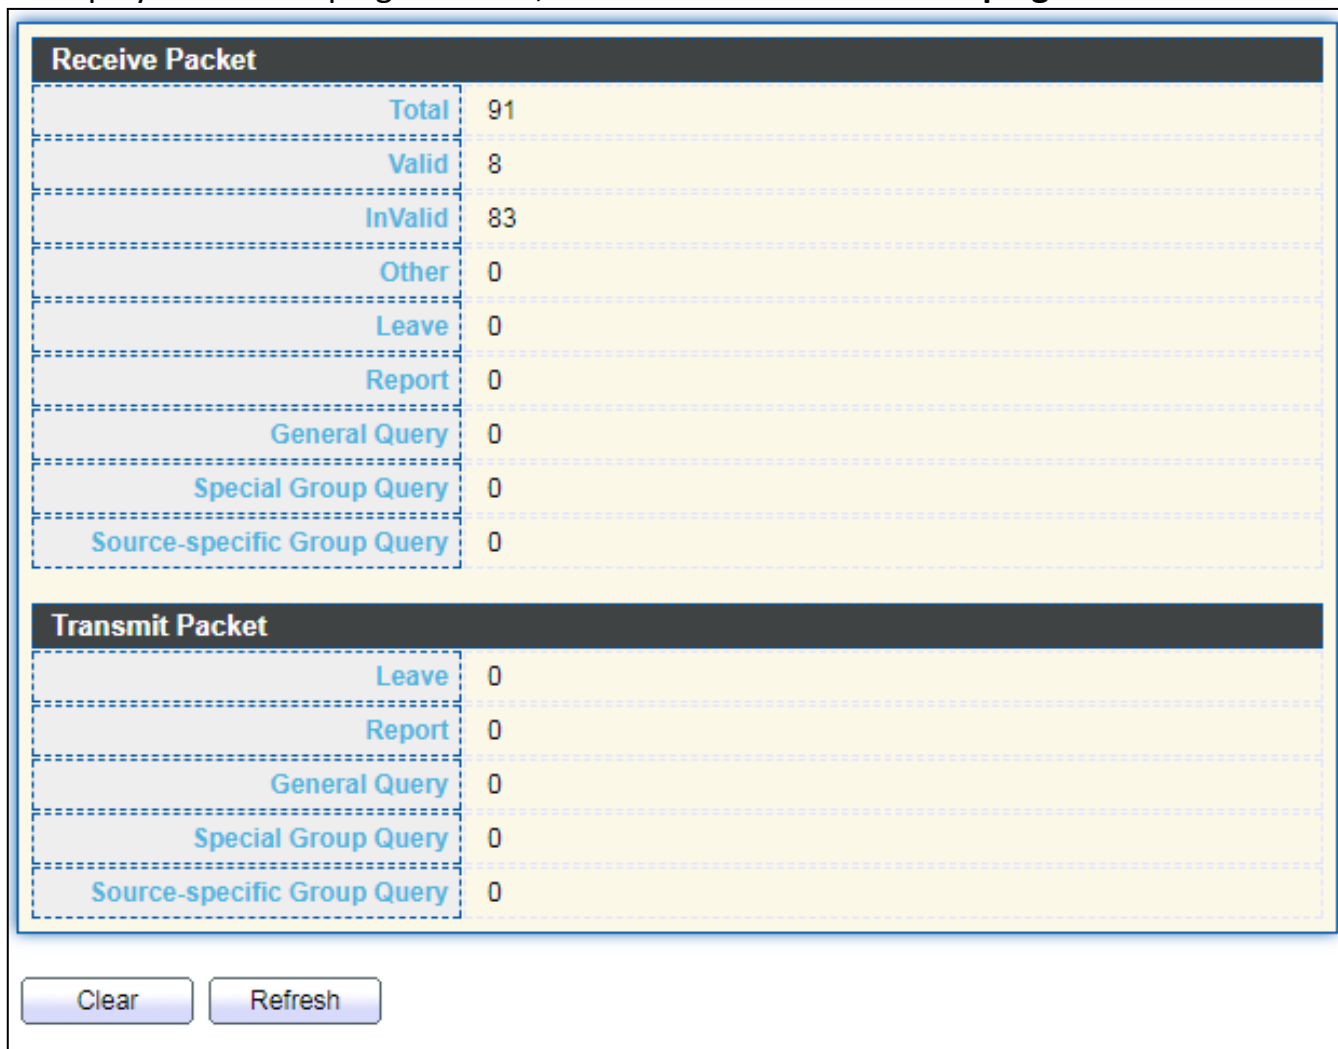 Receive Packet
Total 91
Valid 8
InValid 83
Other 0
Leave 0
Report 0
General Query 0
Special Group Query 0
Source-specific Group Query 0
Transmit Packet
Leave 0
Report 0
General Query 0
Special Group Query 0
Source-specific Group Query 0
Clear Refresh